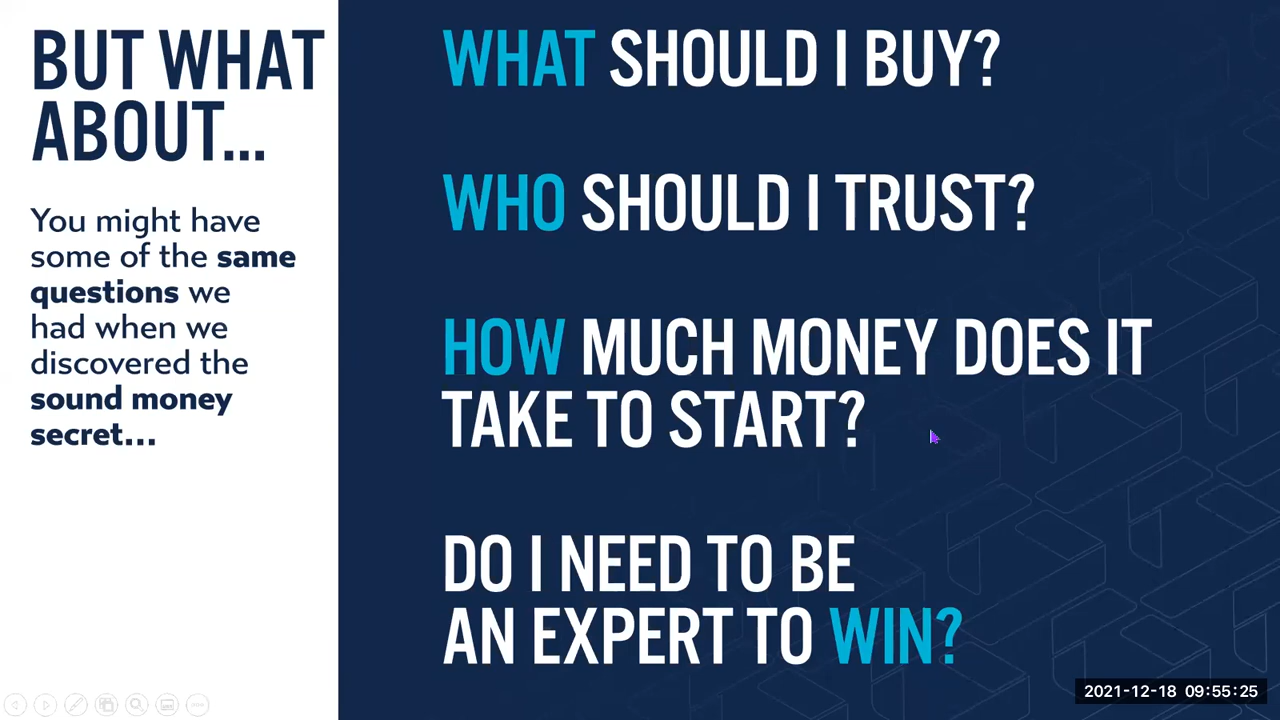 BUT WHAT
ABOUT...
You might have
some of the same
questions we
had when we
discovered the
sound money
secret...
WHAT SHOULD I BUY?
WHO SHOULD I TRUST?
HOW MUCH MONEY DOES IT
TAKE TO START?
DO I NEED TO BE
AN EXPERT TO WIN?
2021-12-18 09:55:25